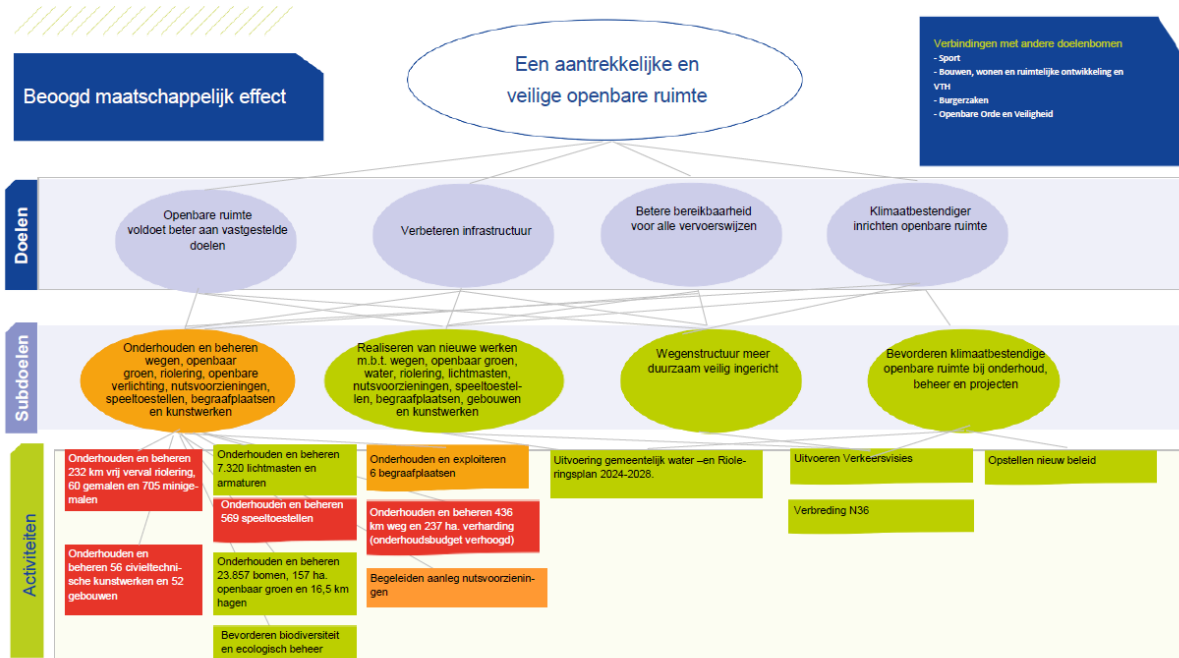 Beoogd maatschappelijk effect
Een aantrekkelijke en
veilige openbare ruimte
Verbindingen met andere doelenbomen
- Sport
- Bouwen, wonen en ruimtelijke ontwikkeling en
VTH
- Burgerzaken
- Openbare Orde en Veiligheid
Doelen
Openbare ruimte
voldoet beter aan vastgestelde
doelen
Verbeteren infrastructuur
Betere bereikbaarheid
voor alle vervoerswijzen
Klimaatbestendiger
inrichten openbare ruimte
Subdoelen
Onderhouden en beheren
wegen, openbaar
groen, riolering, openbare
verlichting, nutsvoorzieningen,
speeltoestellen, begraafplaatsen
en kunstwerken
Realiseren van nieuwe werken
m.b.t. wegen, openbaar groen,
water, riolering, lichtmasten,
nutsvoorzieningen, speeltoestel-
len, begraafplaatsen, gebouwen
en kunstwerken
Wegenstructuur meer
duurzaam veilig ingericht
Bevorderen klimaatbestendige
openbare ruimte bij onderhoud,
beheer en projecten
Activiteiten
Onderhouden en beheren
232 km vrij verval riolering,
60 gemalen en 705 minige-
malen
Onderhouden en
beheren 56 civieltechni-
sche kunstwerken en 52
gebouwen
Onderhouden en beheren
7.320 lichtmasten en
armaturen
Onderhouden en beheren
569 speeltoestellen
Onderhouden en beheren
23.857 bomen, 157 ha.
openbaar groen en 16,5 km
hagen
Bevorderen biodiversiteit
en ecologisch beheer
Onderhouden en exploiteren
6 begraafplaatsen
Onderhouden en beheren 436
km weg en 237 ha. verharding
(onderhoudsbudget verhoogd)
Begeleiden aanleg nutsvoorzienin-
gen
Uitvoering gemeentelijk water –en Riole-
ringsplan 2024-2028.
Uitvoeren Verkeersvisies
Verbreding N36
Opstellen nieuw beleid